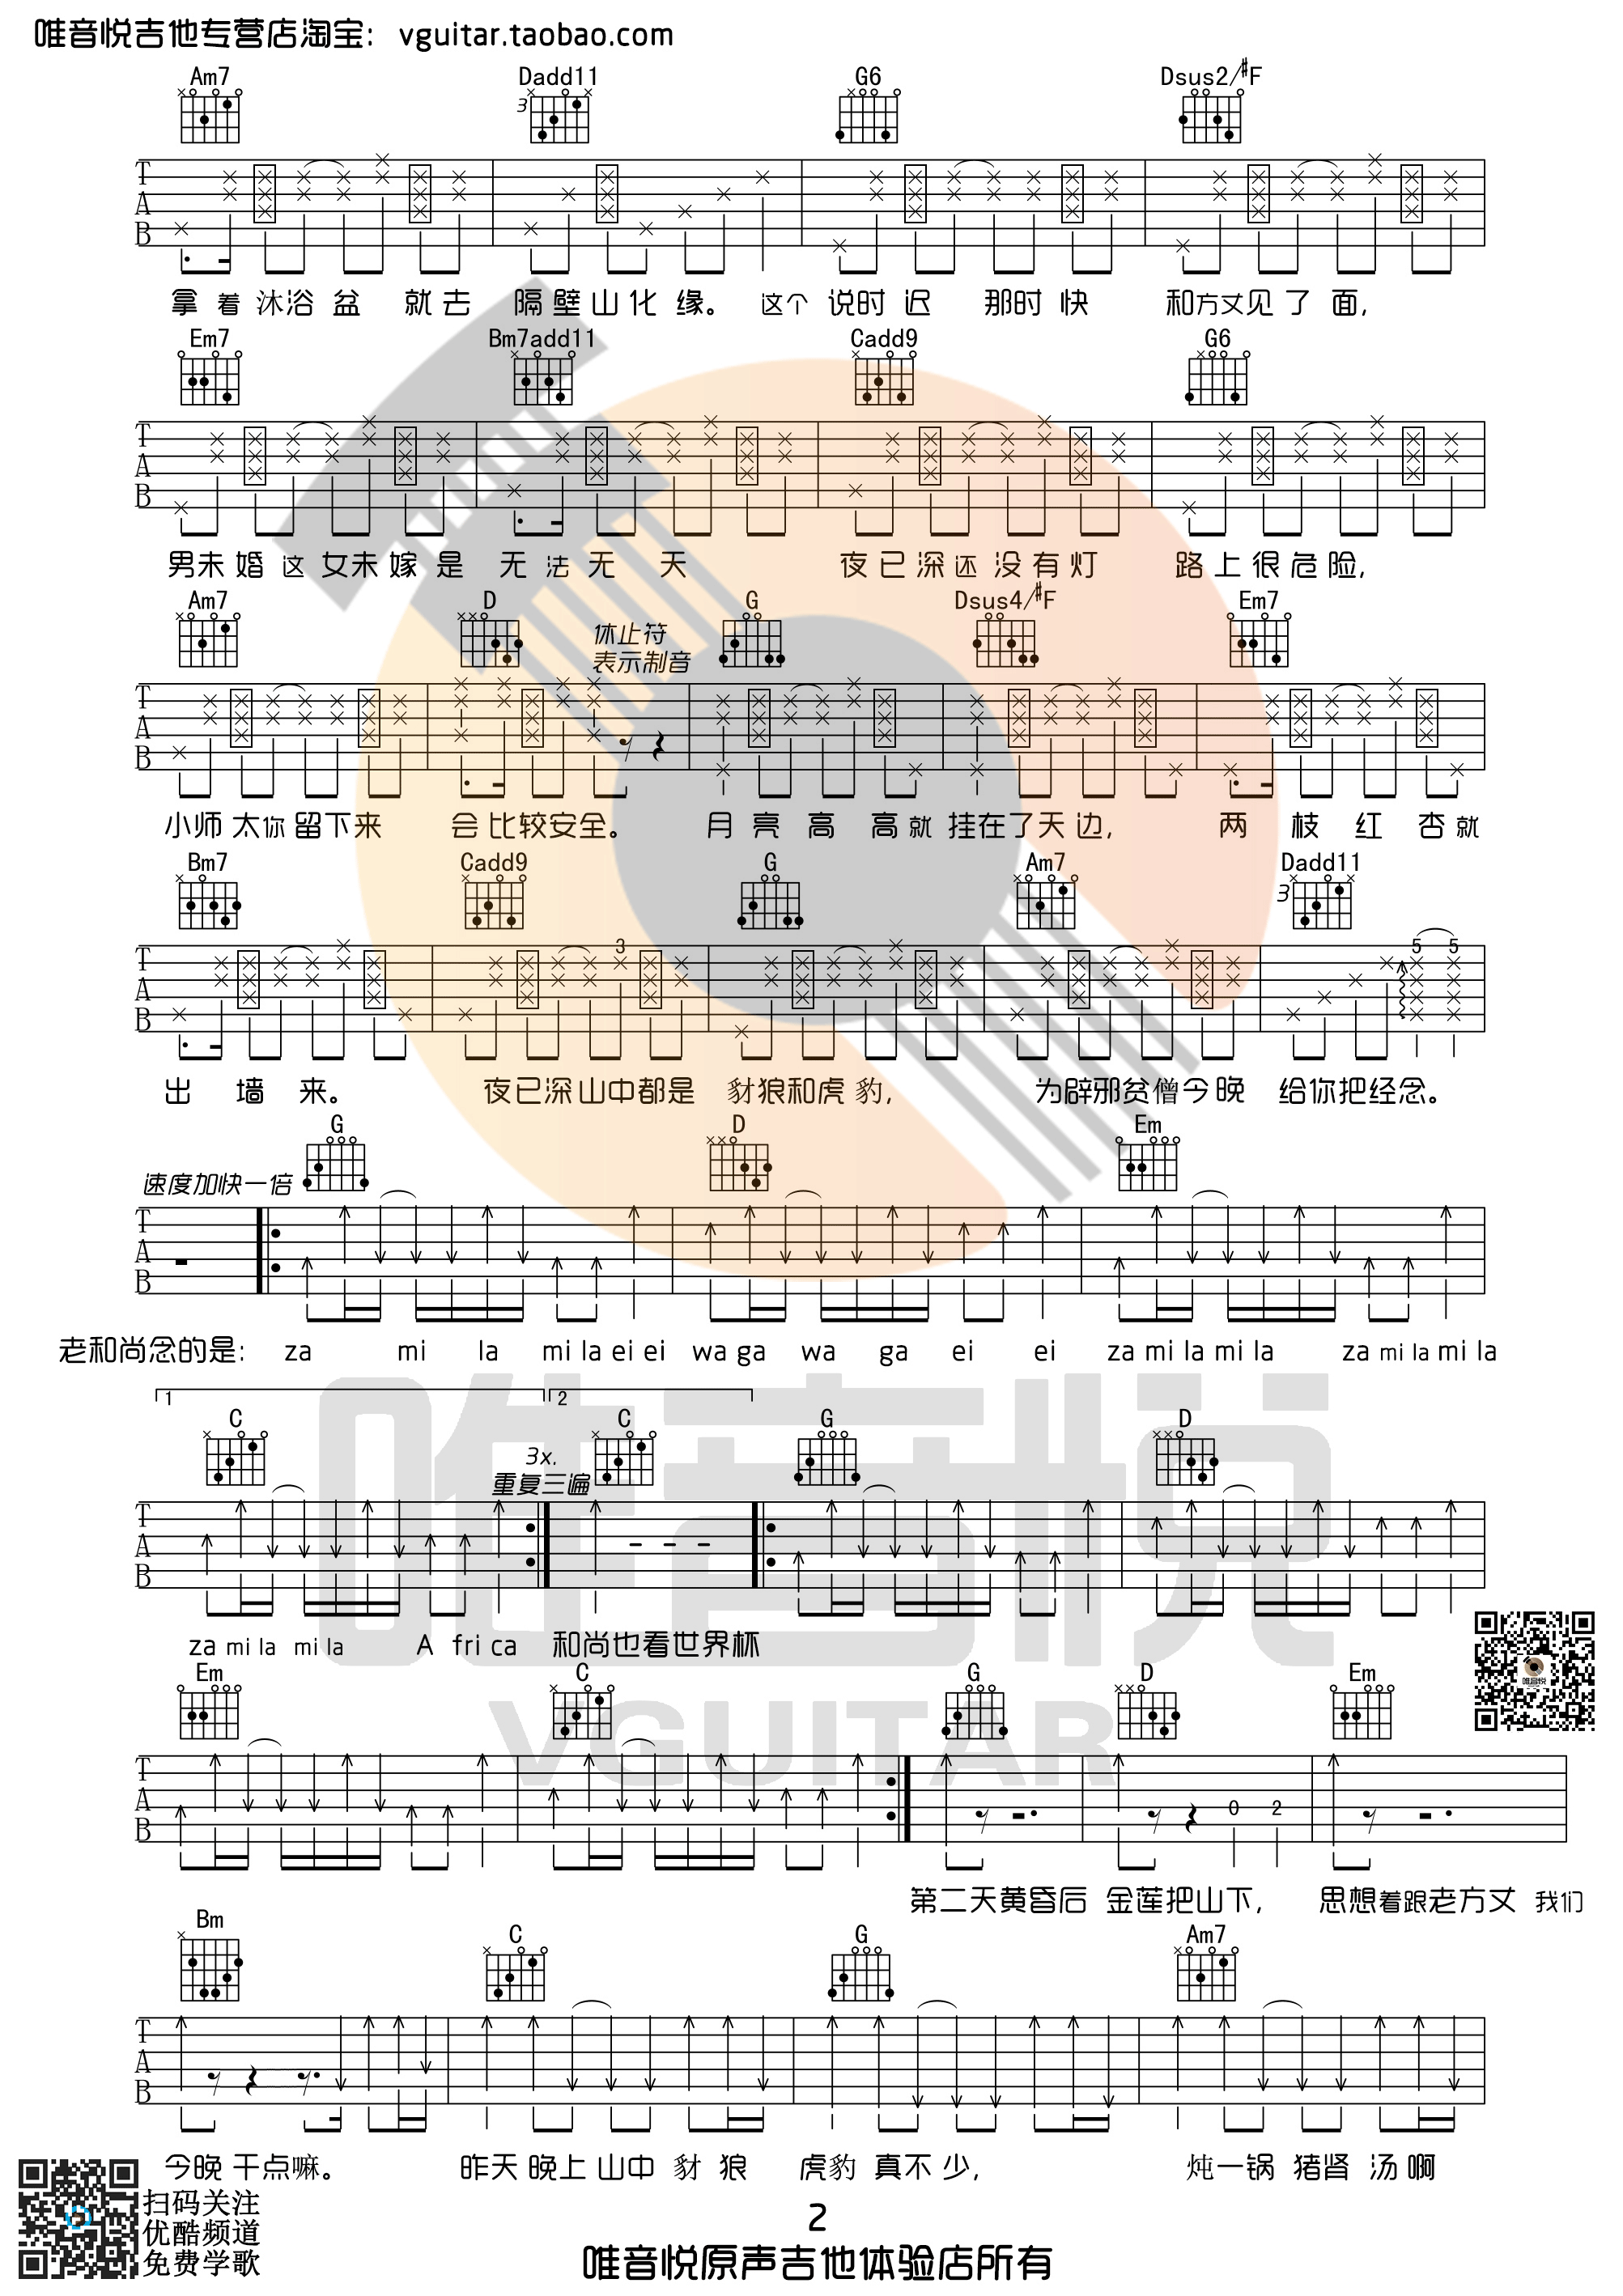 唯音悦吉他专营店淘宝: vguitar.taobao.com
Am7 Dadd11 G6 Dsus2/#F
3
T A B
拿着沐浴盆 就去 隔壁山化缘。 这个 说时迟 那时快 和方丈见了面,
Em7 Bm7add11 Cadd9 G6
T A B
男未婚这女未嫁是 无法无天 夜已深还没有灯 路上很危险,
Am7 D 休止符 G Dsus4/#F Em7
表示制音
T A B
小师太你留下来 会比较安全。 月亮高高就 挂在了天边, 两枝红杏就
Bm7 Cadd9 G Am7 Dadd11
3
3 5 5
T A B
出墙来。 夜已深山中都是 豺狼和虎豹, 为辟邪贫僧今晚 给你把经念。
G D Em
速度加快一倍
T A B
老和尚念的是: za mi la mi la ei ei wa ga wa ga ei ei za mi la mi la za mi la mi la
1 2
C C G D
3x.
重复三遍
T A B
za mi la mi la A fri ca 和尚也看世界杯
唯音悦
Em C G D Em
唯音悦
VGUITAR
T A B
0 2
第二天黄昏后 金莲把山下, 思想着跟老方丈 我们
Bm C G Am7
T A B
今晚干点嘛。 昨天晚上山中豺狼 虎豹真不少, 炖一锅猪肾汤啊
扫码关注
优酷频道
免费学歌
2
唯音悦原声吉他体验店所有